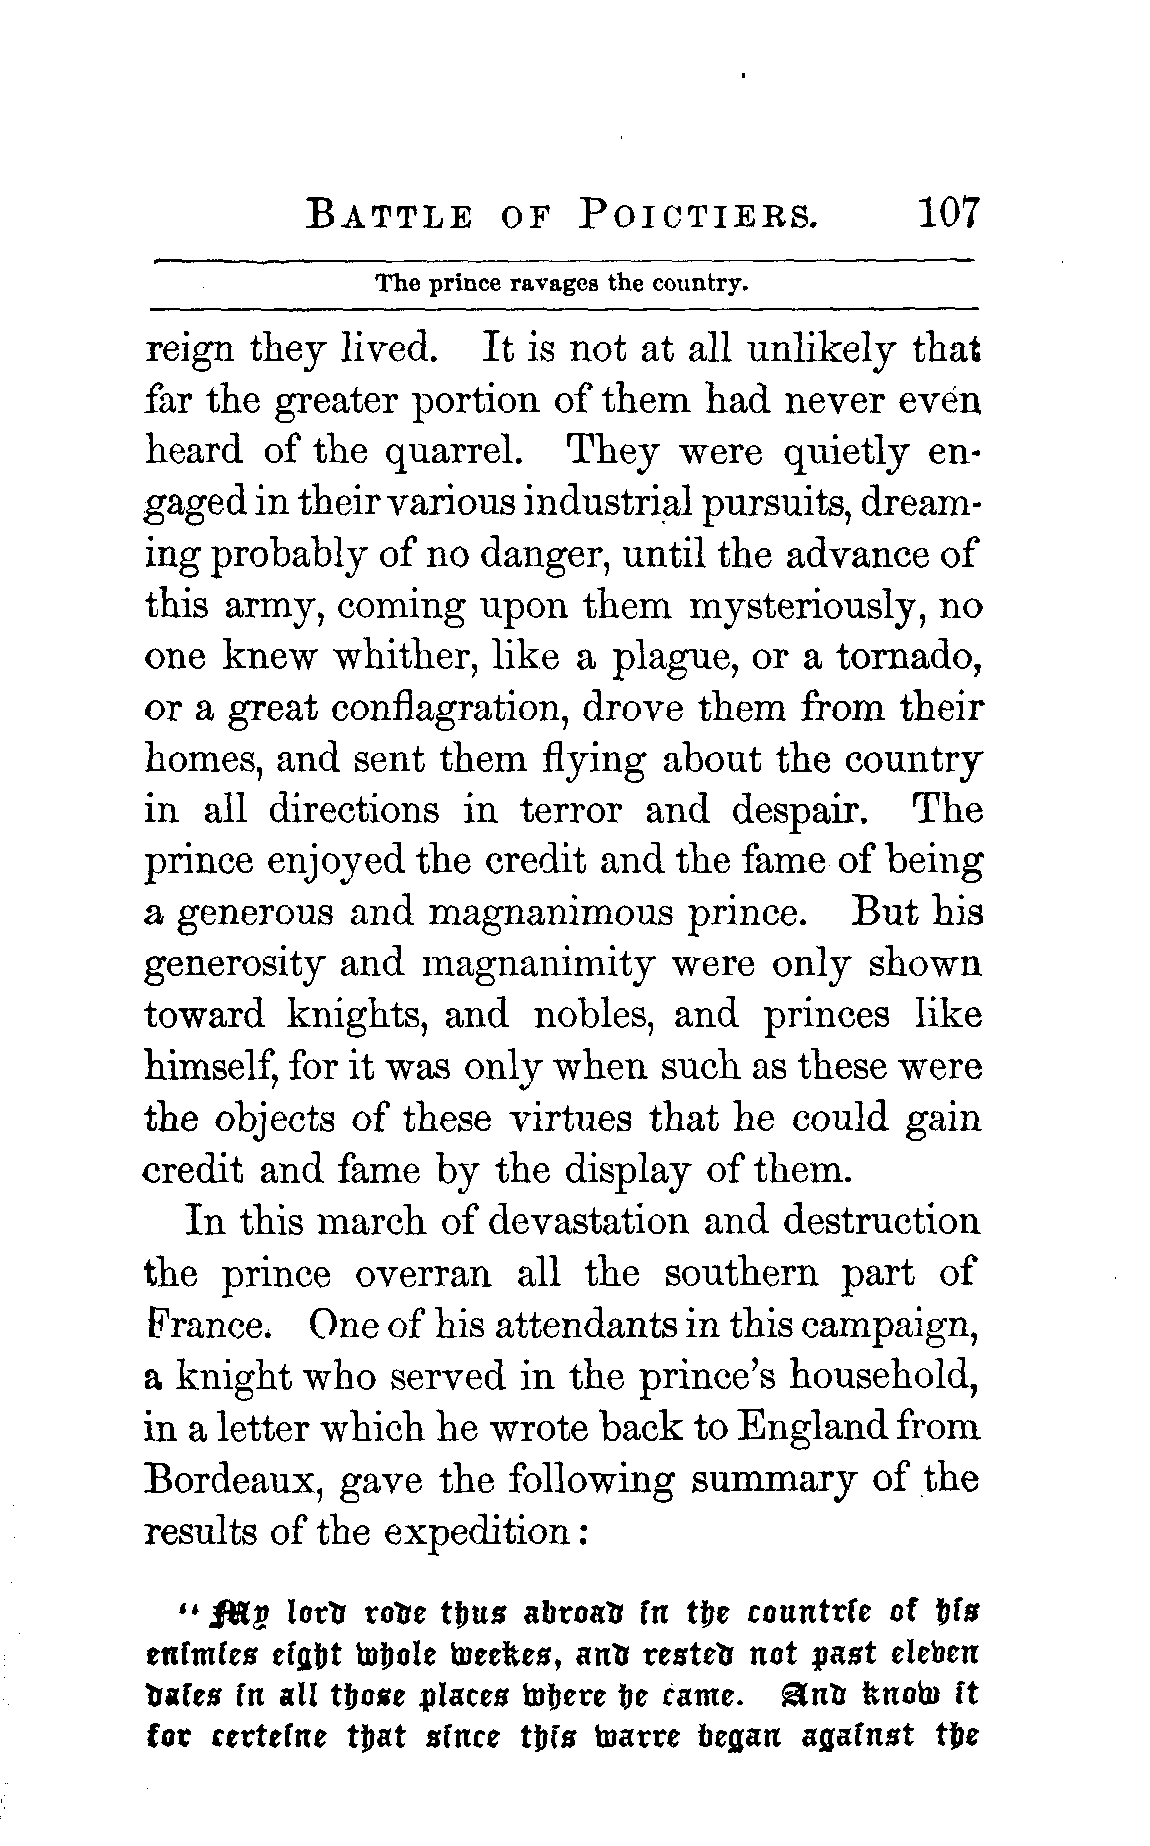 BATTLE OF POICTIERS. 107
The prince ravages the country.
reign they lived. It is not at all unlikely that
far the greater portion of them had never even
heard of the quarrel. They were quietly en-
gaged in their various industrial pursuits, dream-
ing probably of no danger, until the advance of
this army, coming upon them mysteriously, no
one knew whither, like a plague, or a tornado,
or a great conflagration, drove them from their
homes, and sent them flying about the country
in all directions in terror and despair. The
prince enjoyed the credit and the fame of being
a generous and magnanimous prince. But his
generosity and magnanimity were only shown
toward knights, and nobles, and princes like
himself, for it was only when such as these were
the objects of these virtues that he could gain
credit and fame by the display of them.
In this march of devastation and destruction
the prince overran all the southern part of
France. One of his attendants in this campaign,
a knight who served in the prince's household,
in a letter which he wrote back to England from
Bordeaux, gave the following summary of the
results of the expedition:
"My lord rode thus abroad in the countrie of his
enimies eight whole weekes, and rested not past eleven
daies in all those places where he came. And know it
for certeine that since this warre began against the